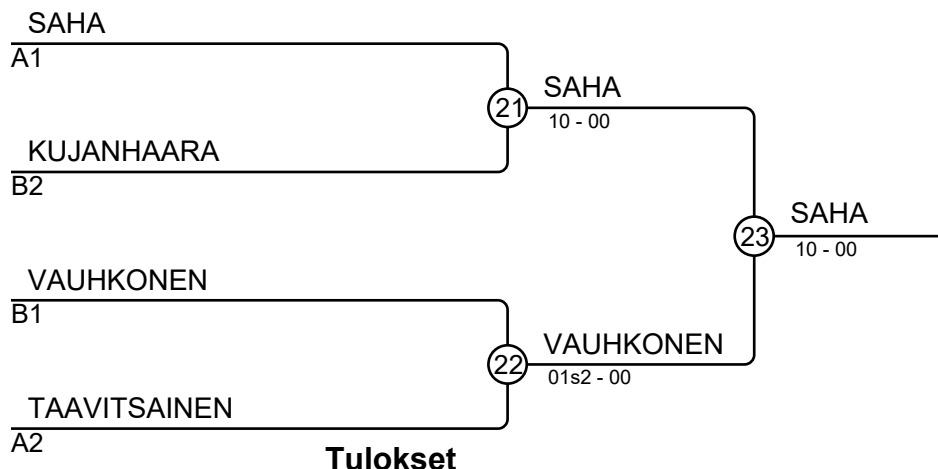 SAHA
A1
21
SAHA
10 - 00
KUJANHAARA
B2
23
SAHA
10 - 00
VAUHKONEN
B1
22
VAUHKONEN
01s2 - 00
TAAVITSAINEN
A2
Tulokset